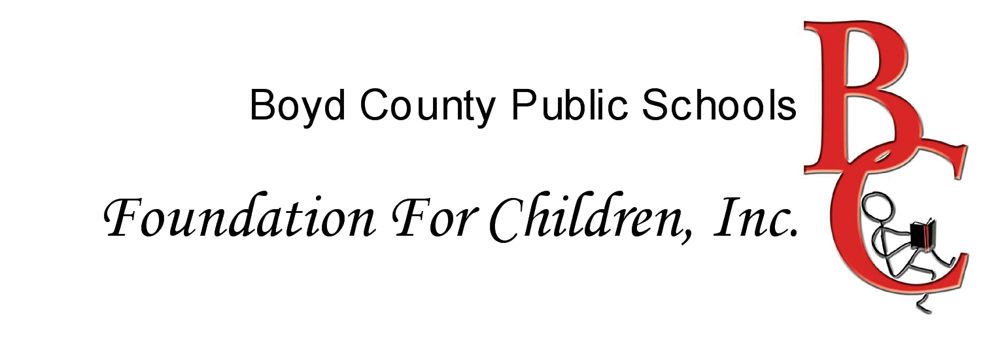 Boyd County Public Schools
Foundation For Children, Inc.
BC